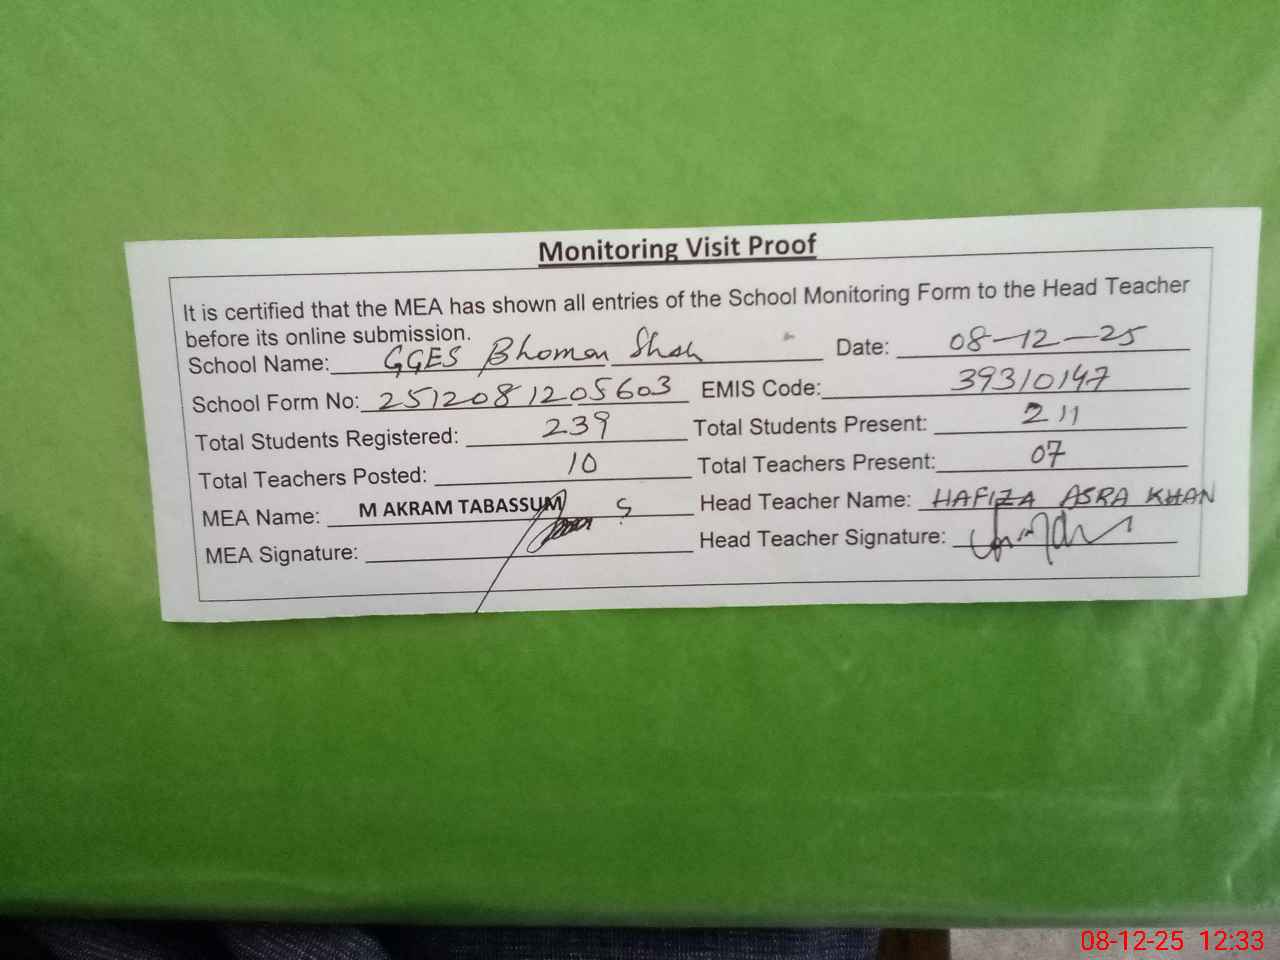 Monitoring Visit Proof
It is certified that the MEA has shown all entries of the School Monitoring Form to the Head Teacher
before its online submission.
School Name: GGES Bhoman Shah Date: 08-12-25
School Form No: 2512081205603 EMIS Code: 39310147
Total Students Registered: 239 Total Students Present: 211
Total Teachers Posted: 10 Total Teachers Present: 07
MEA Name: M AKRAM TABASSUM Head Teacher Name: HAFIZA ASRA KHAN
MEA Signature: Head Teacher Signature:
08-12-25 12:33